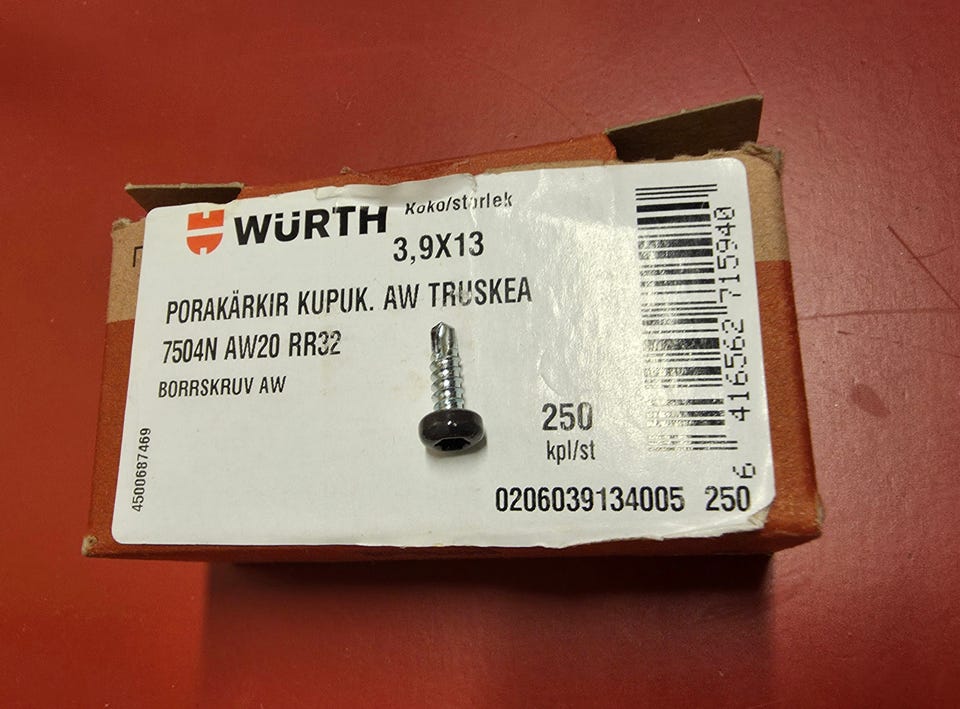 WÜRTH
Koko/storlek
3,9X13
PORAKÄRKIR KUPUK. AW TRUSKEA
7504N AW20 RR32
BORRSKRUV AW
250
kpl/st
0206039134005 250
4500687469
6 416562 715940